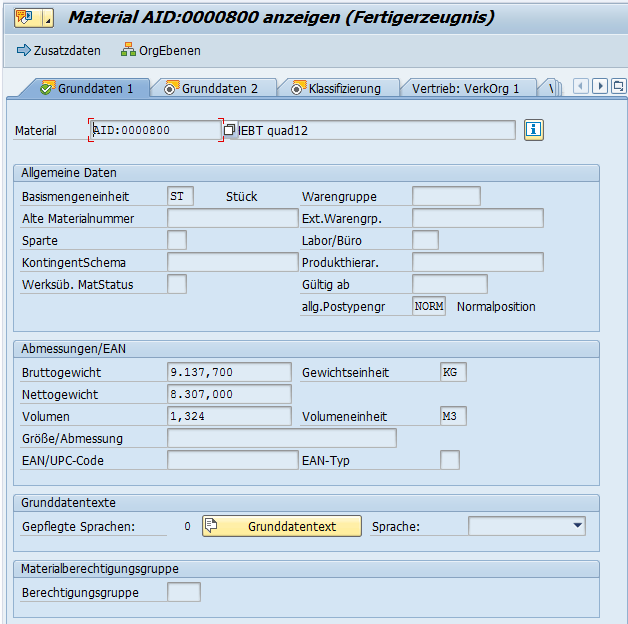 Material AID:0000800 anzeigen (Fertigerzeugnis)
Zusatzdaten OrgEbenen
Grunddaten 1 Grunddaten 2 Klassifizierung Vertrieb: VerkOrg 1
Material AID:0000800 IEBT quad12
Allgemeine Daten
Basismengeneinheit ST Stück Warengruppe
Alte Materialnummer Ext.Warengrp.
Sparte Labor/Büro
KontingentSchema Produkthierar.
Werksüb. MatStatus Gültig ab
allg.Postypengr NORM Normalposition
Abmessungen/EAN
Bruttogewicht 9.137,700 Gewichtseinheit KG
Nettogewicht 8.307,000
Volumen 1,324 Volumeneinheit M3
Größe/Abmessung
EAN/UPC-Code EAN-Typ
Grunddatentexte
Gepflegte Sprachen: 0 Grunddatentext Sprache:
Materialberechtigungsgruppe
Berechtigungsgruppe